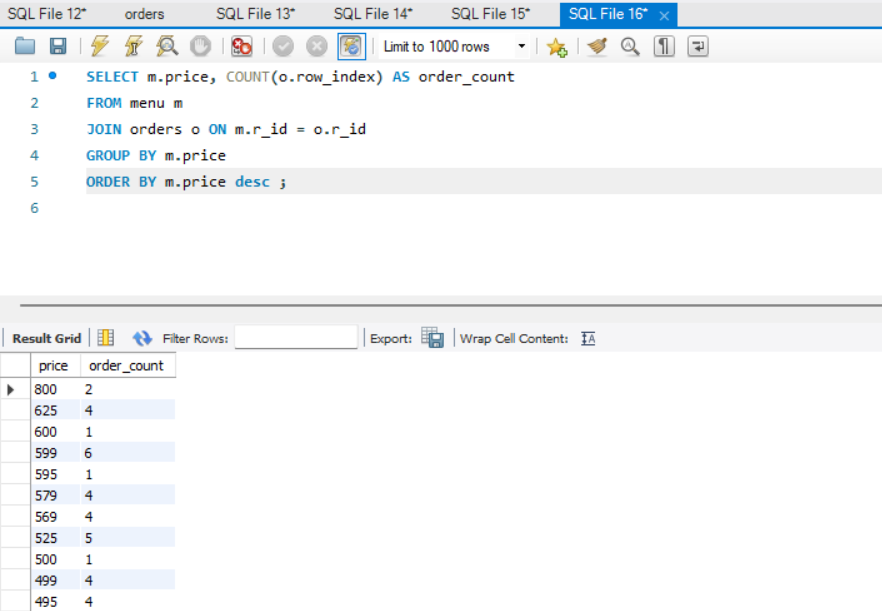 SQL File 12* orders SQL File 13* SQL File 14* SQL File 15* SQL File 16* ×
Limit to 1000 rows
1 SELECT m.price, COUNT(o.row_index) AS order_count
2 FROM menu m
3 JOIN orders o ON m.r_id = o.r_id
4 GROUP BY m.price
5 ORDER BY m.price desc ;
6
Result Grid Filter Rows: Export: Wrap Cell Content:
price order_count
800 2
625 4
600 1
599 6
595 1
579 4
569 4
525 5
500 1
499 4
495 4